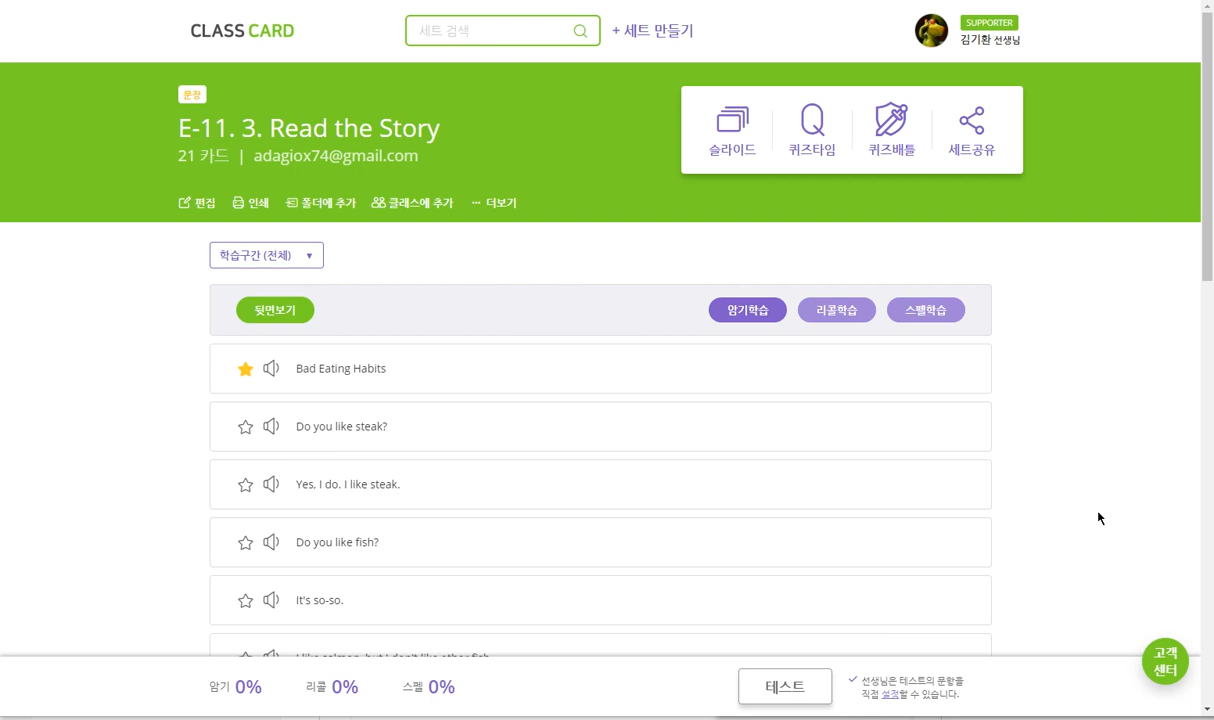 CLASS CARD
세트 검색
+ 세트 만들기
SUPPORTER
김기환 선생님
문장
E-11. 3. Read the Story
21 카드 | adagiox74@gmail.com
슬라이드
퀴즈타임
퀴즈배틀
세트공유
편집
인쇄
폴더에 추가
클래스에 추가
··· 더보기
학습구간 (전체) ▼
뒷면보기
암기학습
리콜학습
스펠학습
Bad Eating Habits
Do you like steak?
Yes, I do. I like steak.
Do you like fish?
It's so-so.
I like salmon, but I don't like other fish.
암기 0%
리콜 0%
스펠 0%
테스트
선생님은 테스트의 문항을
직접 설정할 수 있습니다.
고객
센터